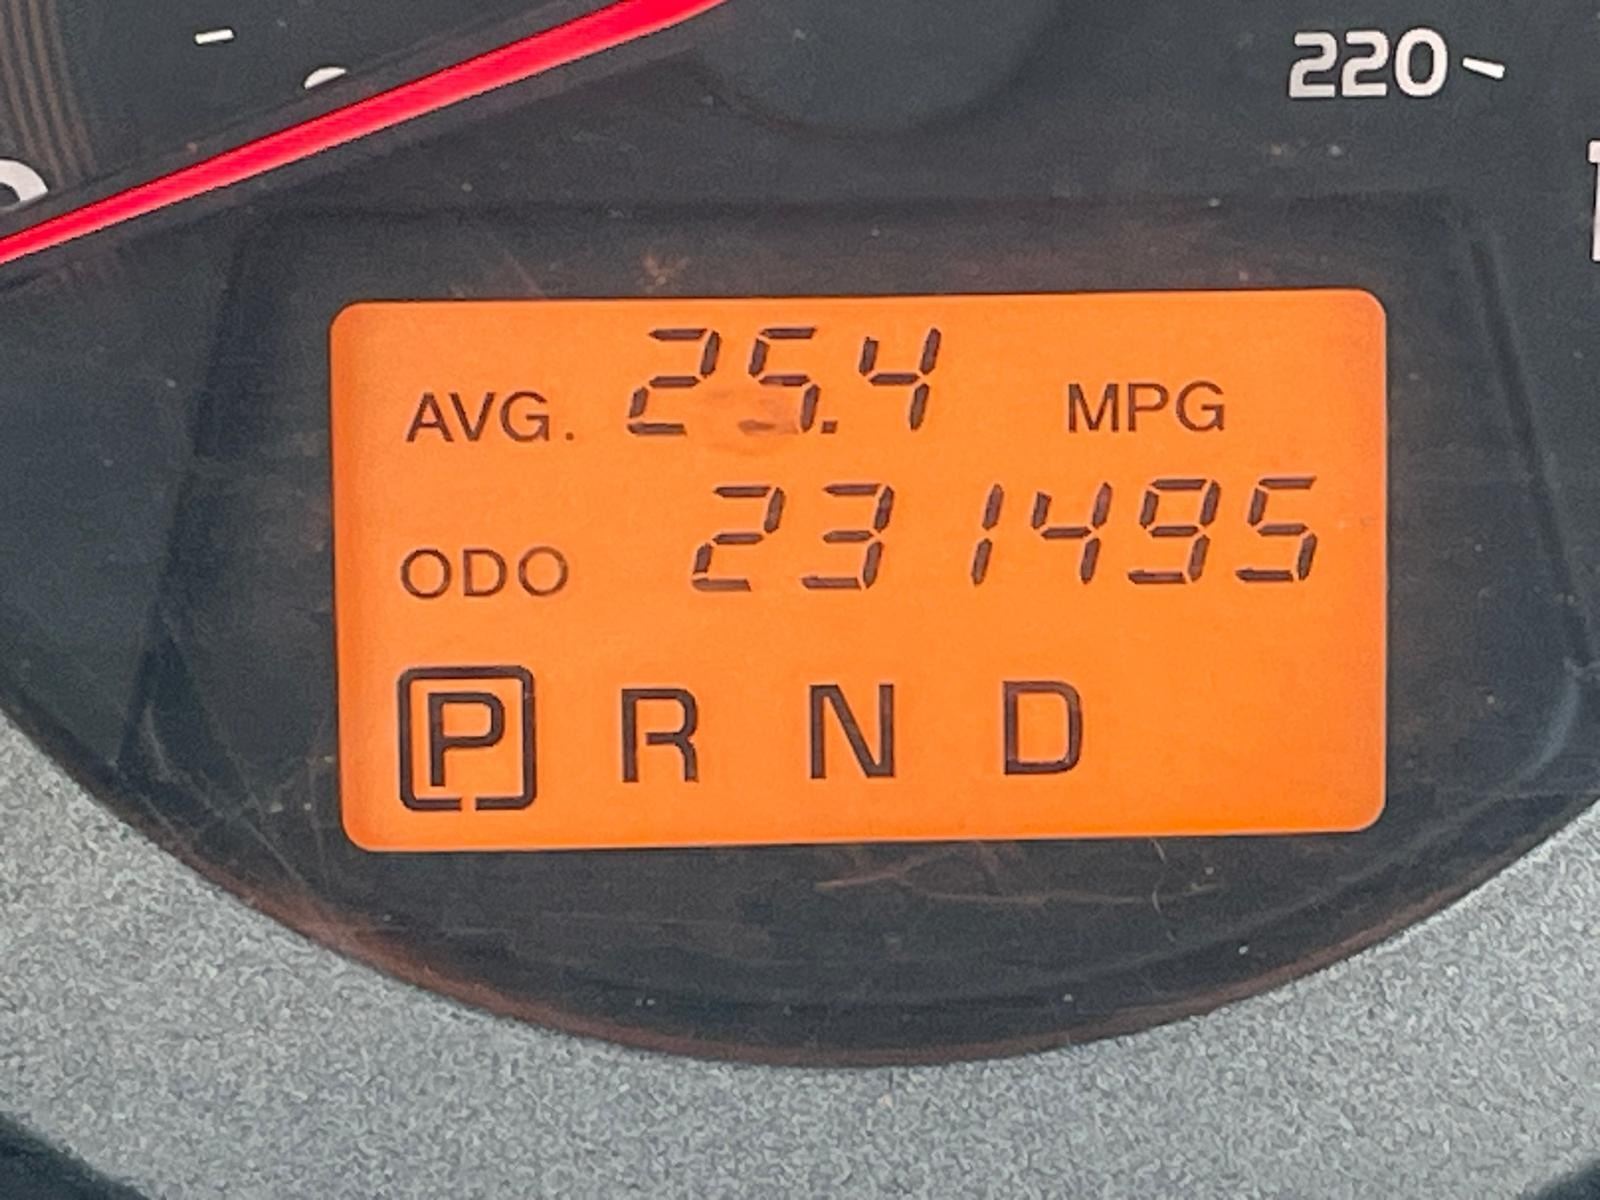 220
AVG. 25.4 MPG
ODO 231495
P R N D